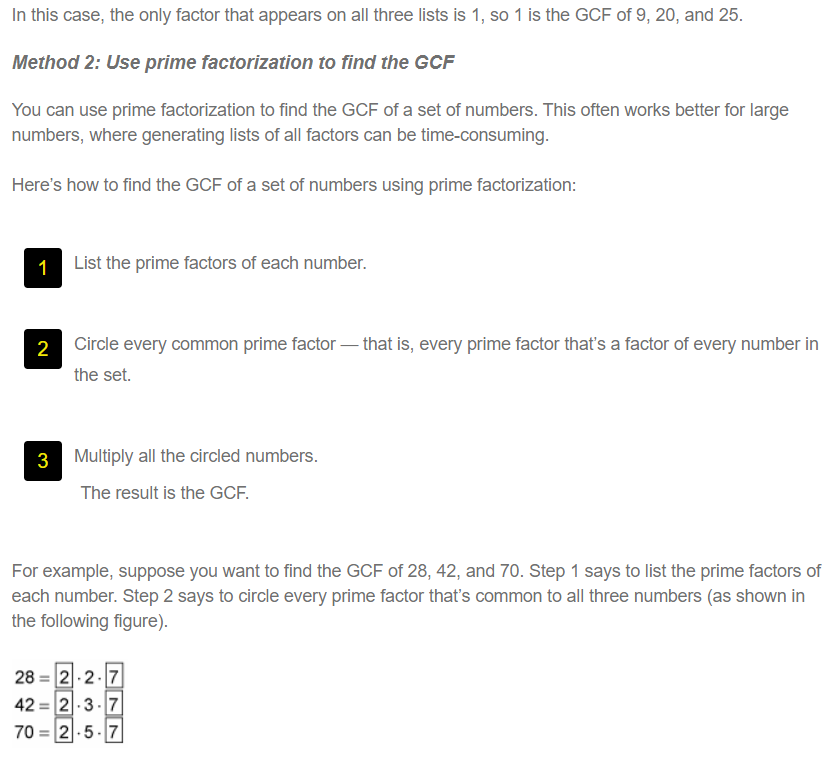 In this case, the only factor that appears on all three lists is 1, so 1 is the GCF of 9, 20, and 25.
Method 2: Use prime factorization to find the GCF
You can use prime factorization to find the GCF of a set of numbers. This often works better for large
numbers, where generating lists of all factors can be time-consuming.
Here’s how to find the GCF of a set of numbers using prime factorization:
1 List the prime factors of each number.
2 Circle every common prime factor — that is, every prime factor that’s a factor of every number in
the set.
3 Multiply all the circled numbers.
The result is the GCF.
For example, suppose you want to find the GCF of 28, 42, and 70. Step 1 says to list the prime factors of
each number. Step 2 says to circle every prime factor that’s common to all three numbers (as shown in
the following figure).
28 = 2 · 2 · 7
42 = 2 · 3 · 7
70 = 2 · 5 · 7